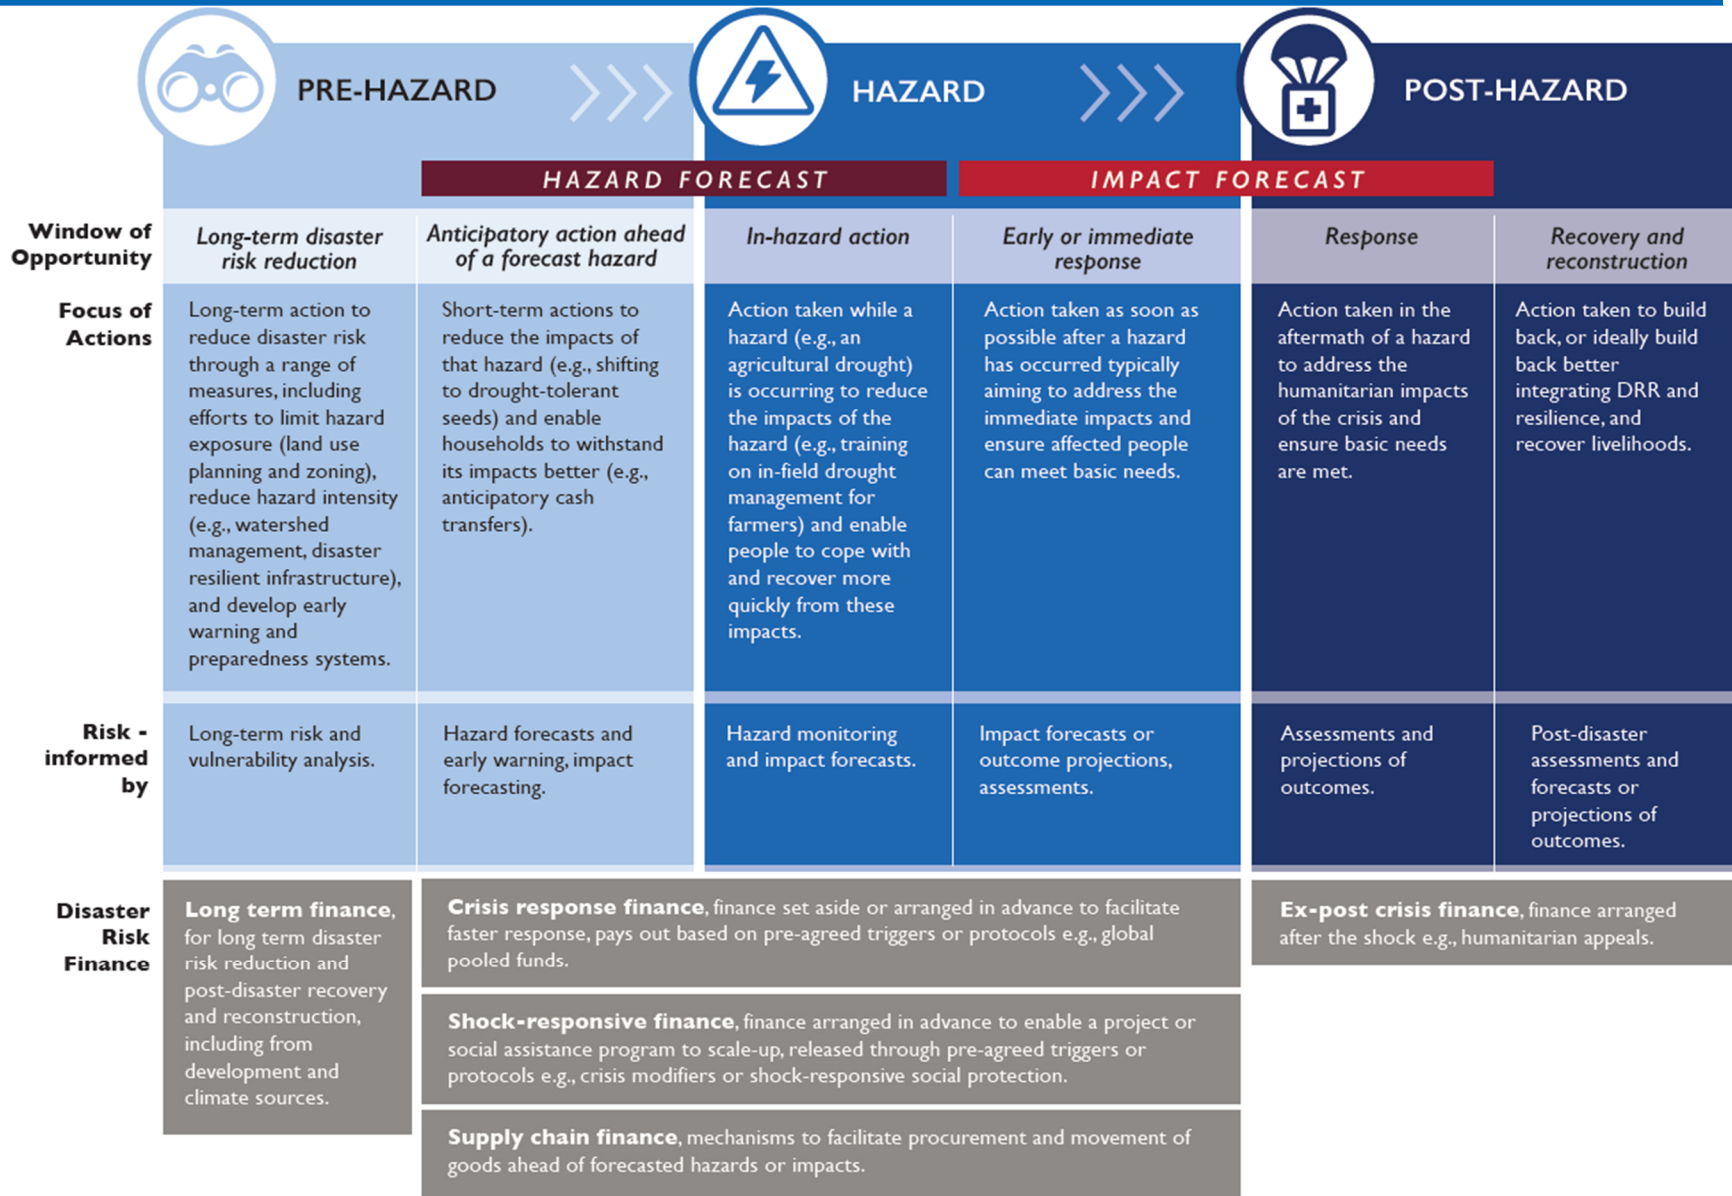 PRE-HAZARD
HAZARD
POST-HAZARD
HAZARD FORECAST
IMPACT FORECAST
Window of
Opportunity
Long-term disaster
risk reduction
Anticipatory action ahead
of a forecast hazard
In-hazard action
Early or immediate
response
Response
Recovery and
reconstruction
Focus of
Actions
Long-term action to
reduce disaster risk
through a range of
measures, including
efforts to limit hazard
exposure (land use
planning and zoning),
reduce hazard intensity
(e.g., watershed
management, disaster
resilient infrastructure),
and develop early
warning and
preparedness systems.
Short-term actions to
reduce the impacts of
that hazard (e.g., shifting
to drought-tolerant
seeds) and enable
households to withstand
its impacts better (e.g.,
anticipatory cash
transfers).
Action taken while a
hazard (e.g., an
agricultural drought)
is occurring to reduce
the impacts of the
hazard (e.g., training
on in-field drought
management for
farmers) and enable
people to cope with
and recover more
quickly from these
impacts.
Action taken as soon as
possible after a hazard
has occurred typically
aiming to address the
immediate impacts and
ensure affected people
can meet basic needs.
Action taken in the
aftermath of a hazard
to address the
humanitarian impacts
of the crisis and
ensure basic needs
are met.
Action taken to build
back, or ideally build
back better
integrating DRR and
resilience, and
recover livelihoods.
Risk -
informed
by
Long-term risk and
vulnerability analysis.
Hazard forecasts and
early warning, impact
forecasting.
Hazard monitoring
and impact forecasts.
Impact forecasts or
outcome projections,
assessments.
Assessments and
projections of
outcomes.
Post-disaster
assessments and
forecasts or
projections of
outcomes.
Disaster
Risk
Finance
Long term finance,
for long term disaster
risk reduction and
post-disaster recovery
and reconstruction,
including from
development and
climate sources.
Crisis response finance, finance set aside or arranged in advance to facilitate
faster response, pays out based on pre-agreed triggers or protocols e.g., global
pooled funds.
Shock-responsive finance, finance arranged in advance to enable a project or
social assistance program to scale-up, released through pre-agreed triggers or
protocols e.g., crisis modifiers or shock-responsive social protection.
Supply chain finance, mechanisms to facilitate procurement and movement of
goods ahead of forecasted hazards or impacts.
Ex-post crisis finance, finance arranged
after the shock e.g., humanitarian appeals.